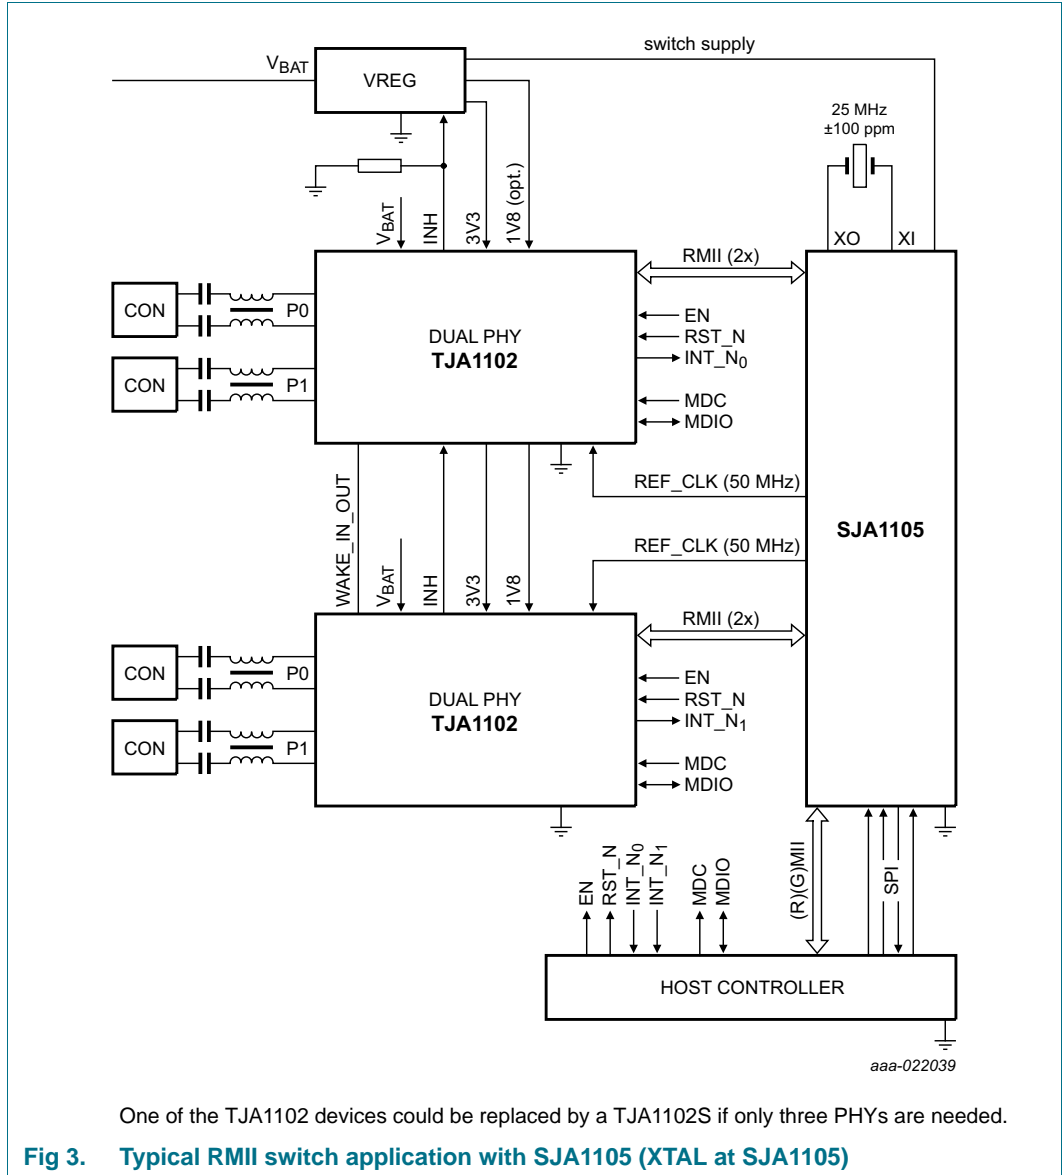 switch supply
VBAT
VREG
25 MHz
±100 ppm
VBAT
INH
3V3
1V8 (opt.)
XO
XI
RMII (2x)
CON
P0
CON
P1
DUAL PHY
TJA1102
EN
RST_N
INT_N0
MDC
MDIO
REF_CLK (50 MHz)
SJA1105
WAKE_IN_OUT
VBAT
INH
3V3
1V8
REF_CLK (50 MHz)
RMII (2x)
CON
P0
CON
P1
DUAL PHY
TJA1102
EN
RST_N
INT_N1
MDC
MDIO
EN
RST_N
INT_N0
INT_N1
MDC
MDIO
(R)(G)MII
SPI
HOST CONTROLLER
aaa-022039
One of the TJA1102 devices could be replaced by a TJA1102S if only three PHYs are needed.
Fig 3. Typical RMII switch application with SJA1105 (XTAL at SJA1105)